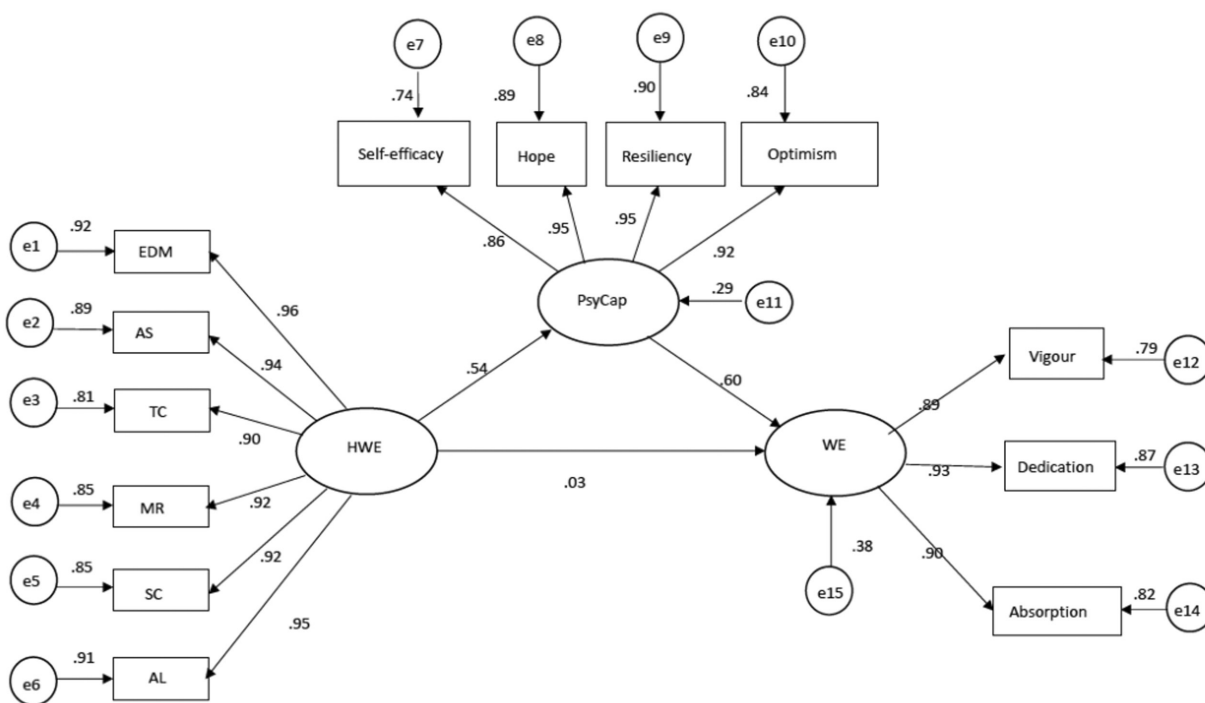 e7
e8
e9
e10
.74
.89
.90
.84
Self-efficacy
Hope
Resiliency
Optimism
.86
.95
.95
.92
PsyCap
.29
e11
e1
.92
EDM
e2
.89
AS
e3
.81
TC
e4
.85
MR
e5
.85
SC
e6
.91
AL
.96
.94
.90
.92
.92
.95
HWE
.54
.60
.03
WE
.38
e15
.89
.93
.90
Vigour
.79
e12
Dedication
.87
e13
Absorption
.82
e14